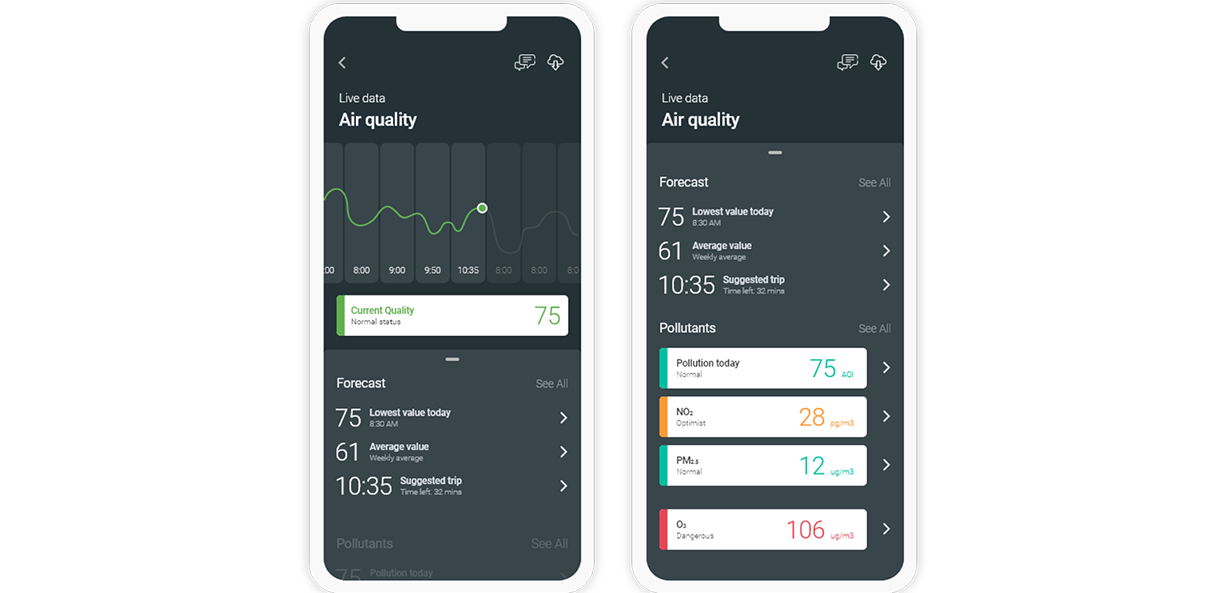 Live data
Air quality
:00 8:00 9:00 9:50 10:35 8:00 8:00 8:0
Current Quality
Normal status
75
Forecast See All
75 Lowest value today
8:30 AM
61 Average value
Weekly average
10:35 Suggested trip
Time left: 32 mins
Pollutants See All
75 Pollution today
Live data
Air quality
Forecast See All
75 Lowest value today
8:30 AM
61 Average value
Weekly average
10:35 Suggested trip
Time left: 32 mins
Pollutants See All
Pollution today
Normal
75 AQI
NO₂
Optimist
28 pg/m3
PM₂.₅
Normal
12 ug/m3
O₃
Dangerous
106 ug/m3